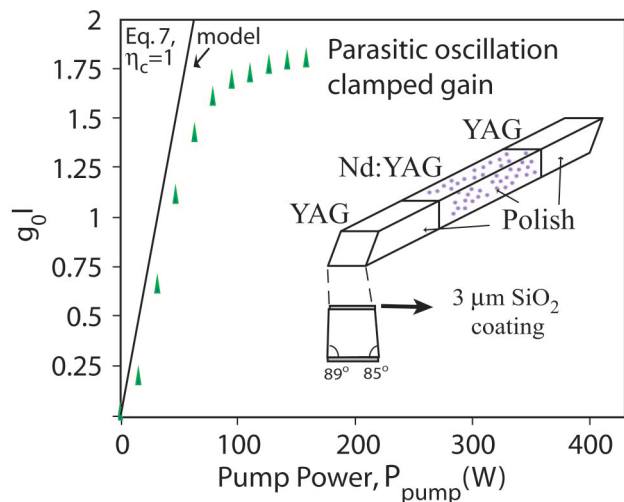 Eq. 7,
η_c=1
model
Parasitic oscillation
clamped gain
YAG
Nd:YAG
YAG
Polish
3 μm SiO₂
coating
89°
85°
g₀l
2
1.75
1.5
1.25
1
0.75
0.5
0.25
0
0
100
200
300
400
Pump Power, P_pump(W)